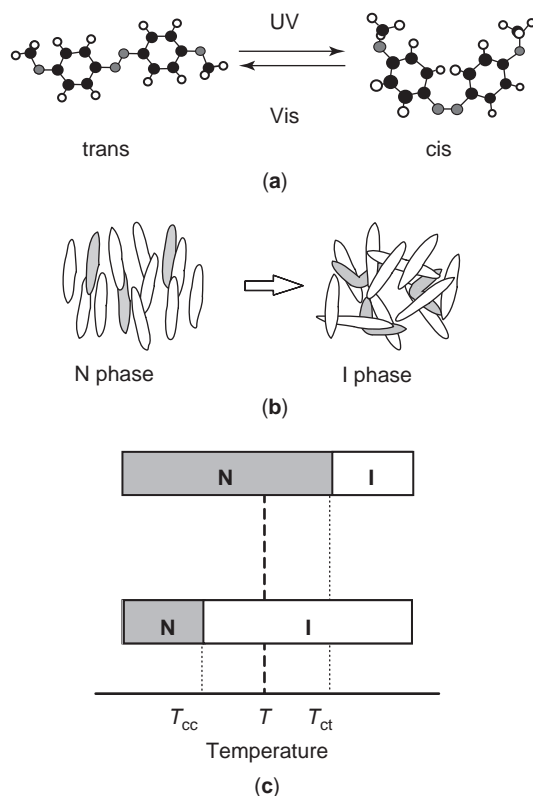 UV
Vis
trans
cis
(a)
N phase
I phase
(b)
N
I
N
I
Tcc
T
Tct
Temperature
(c)